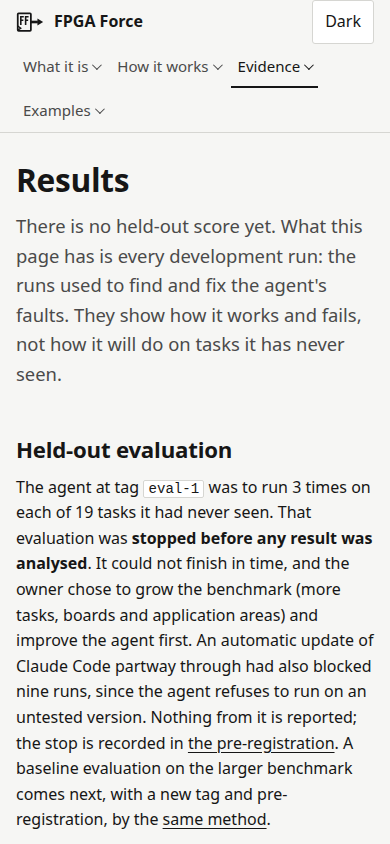 FF FPGA Force
Dark
What it is
How it works
Evidence
Examples
Results
There is no held-out score yet. What this
page has is every development run: the
runs used to find and fix the agent's
faults. They show how it works and fails,
not how it will do on tasks it has never
seen.
Held-out evaluation
The agent at tag eval-1 was to run 3 times on
each of 19 tasks it had never seen. That
evaluation was stopped before any result was
analysed. It could not finish in time, and the
owner chose to grow the benchmark (more
tasks, boards and application areas) and
improve the agent first. An automatic update of
Claude Code partway through had also blocked
nine runs, since the agent refuses to run on an
untested version. Nothing from it is reported;
the stop is recorded in the pre-registration. A
baseline evaluation on the larger benchmark
comes next, with a new tag and pre-
registration, by the same method.